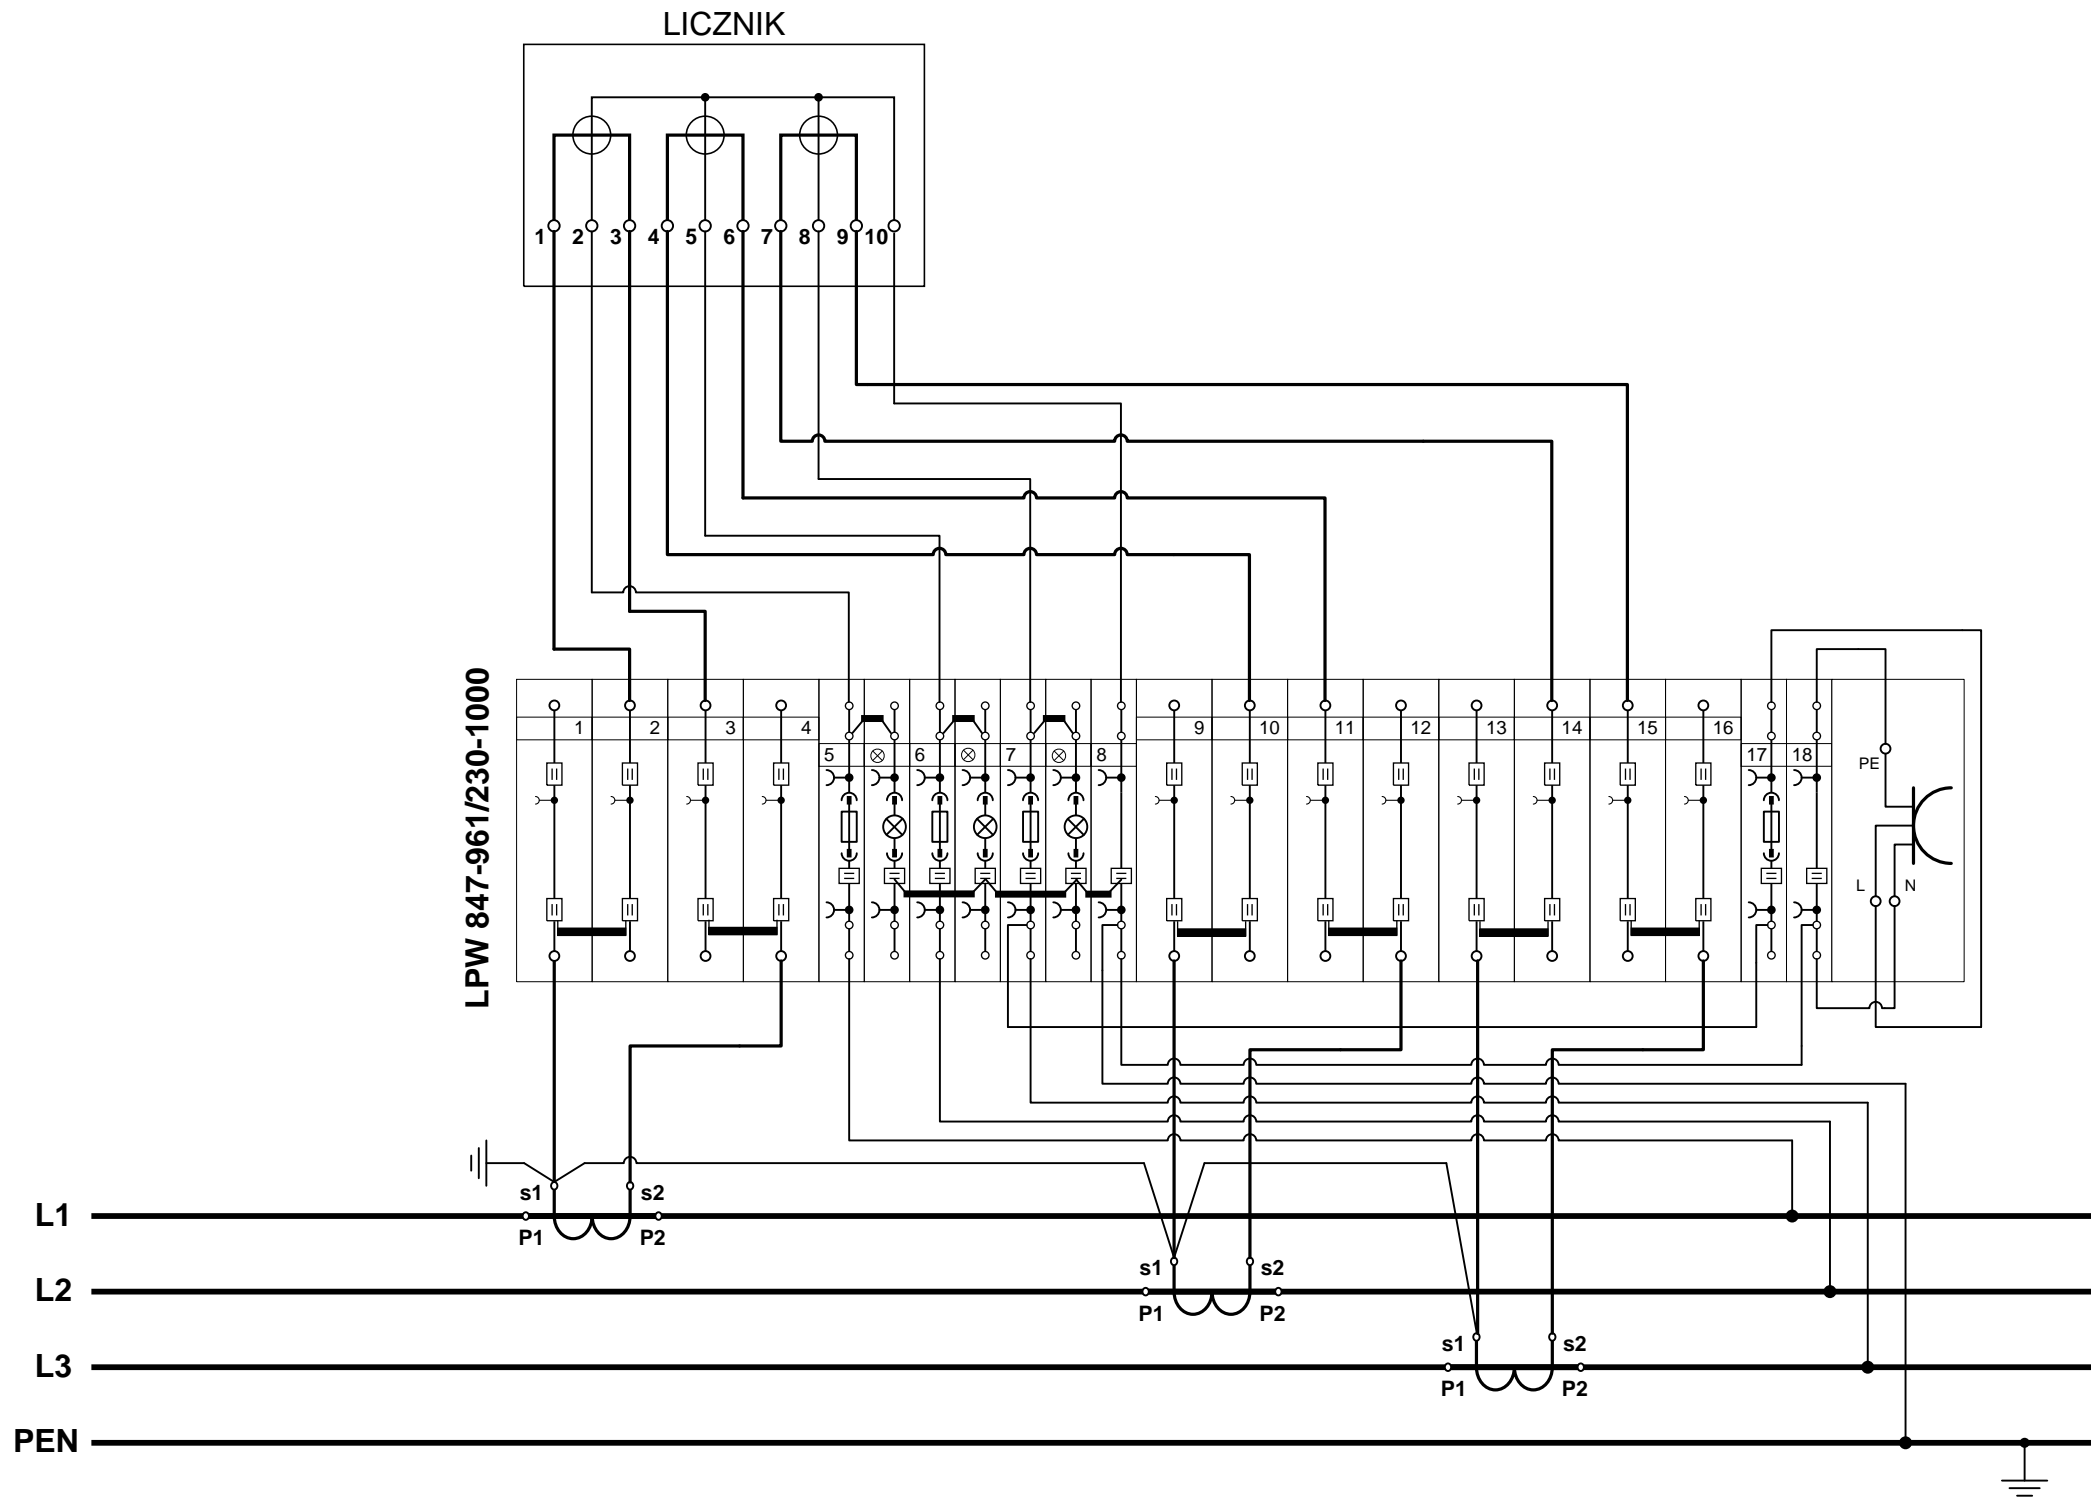 LICZNIK
1 2 3 4 5 6 7 8 9 10
LPW 847-961/230-1000
1 2 3 4 9 10 11 12 13 14 15 16
5 6 7 8 17 18
PE
L N
s1 s2
L1
P1 P2
s1 s2
L2
P1 P2
s1 s2
L3
P1 P2
PEN